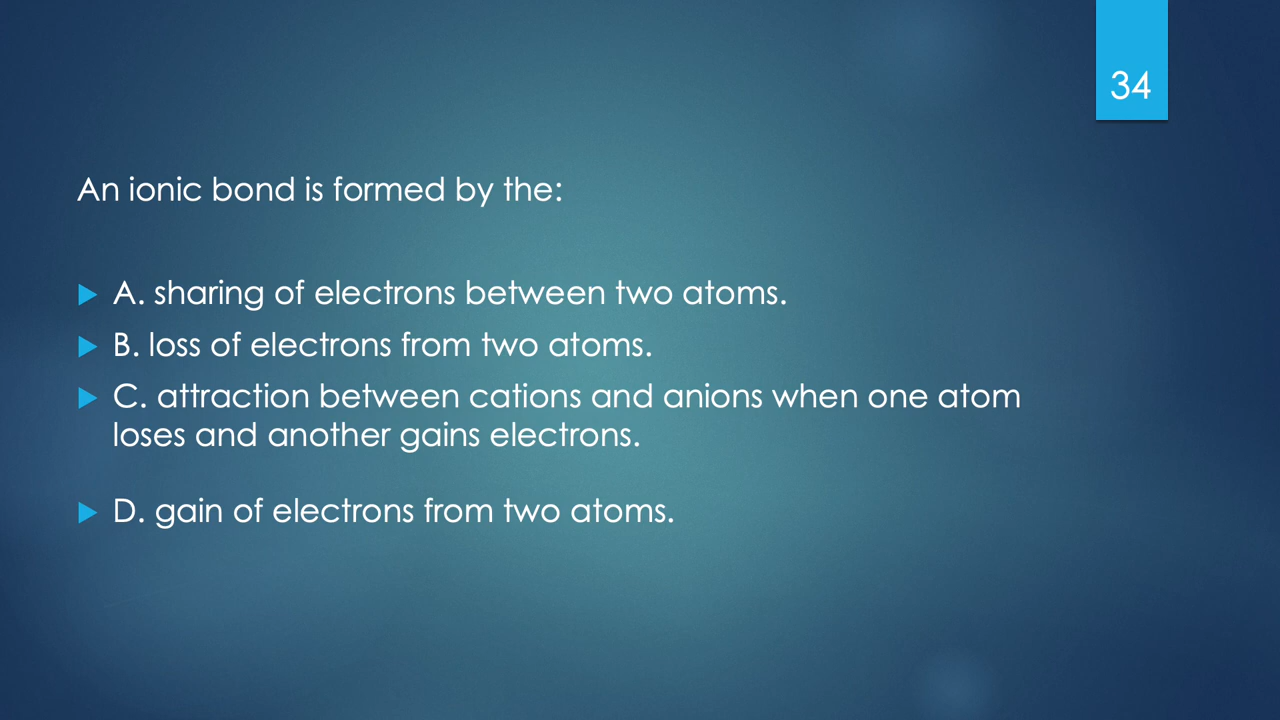 34
An ionic bond is formed by the:
A. sharing of electrons between two atoms.
B. loss of electrons from two atoms.
C. attraction between cations and anions when one atom
loses and another gains electrons.
D. gain of electrons from two atoms.